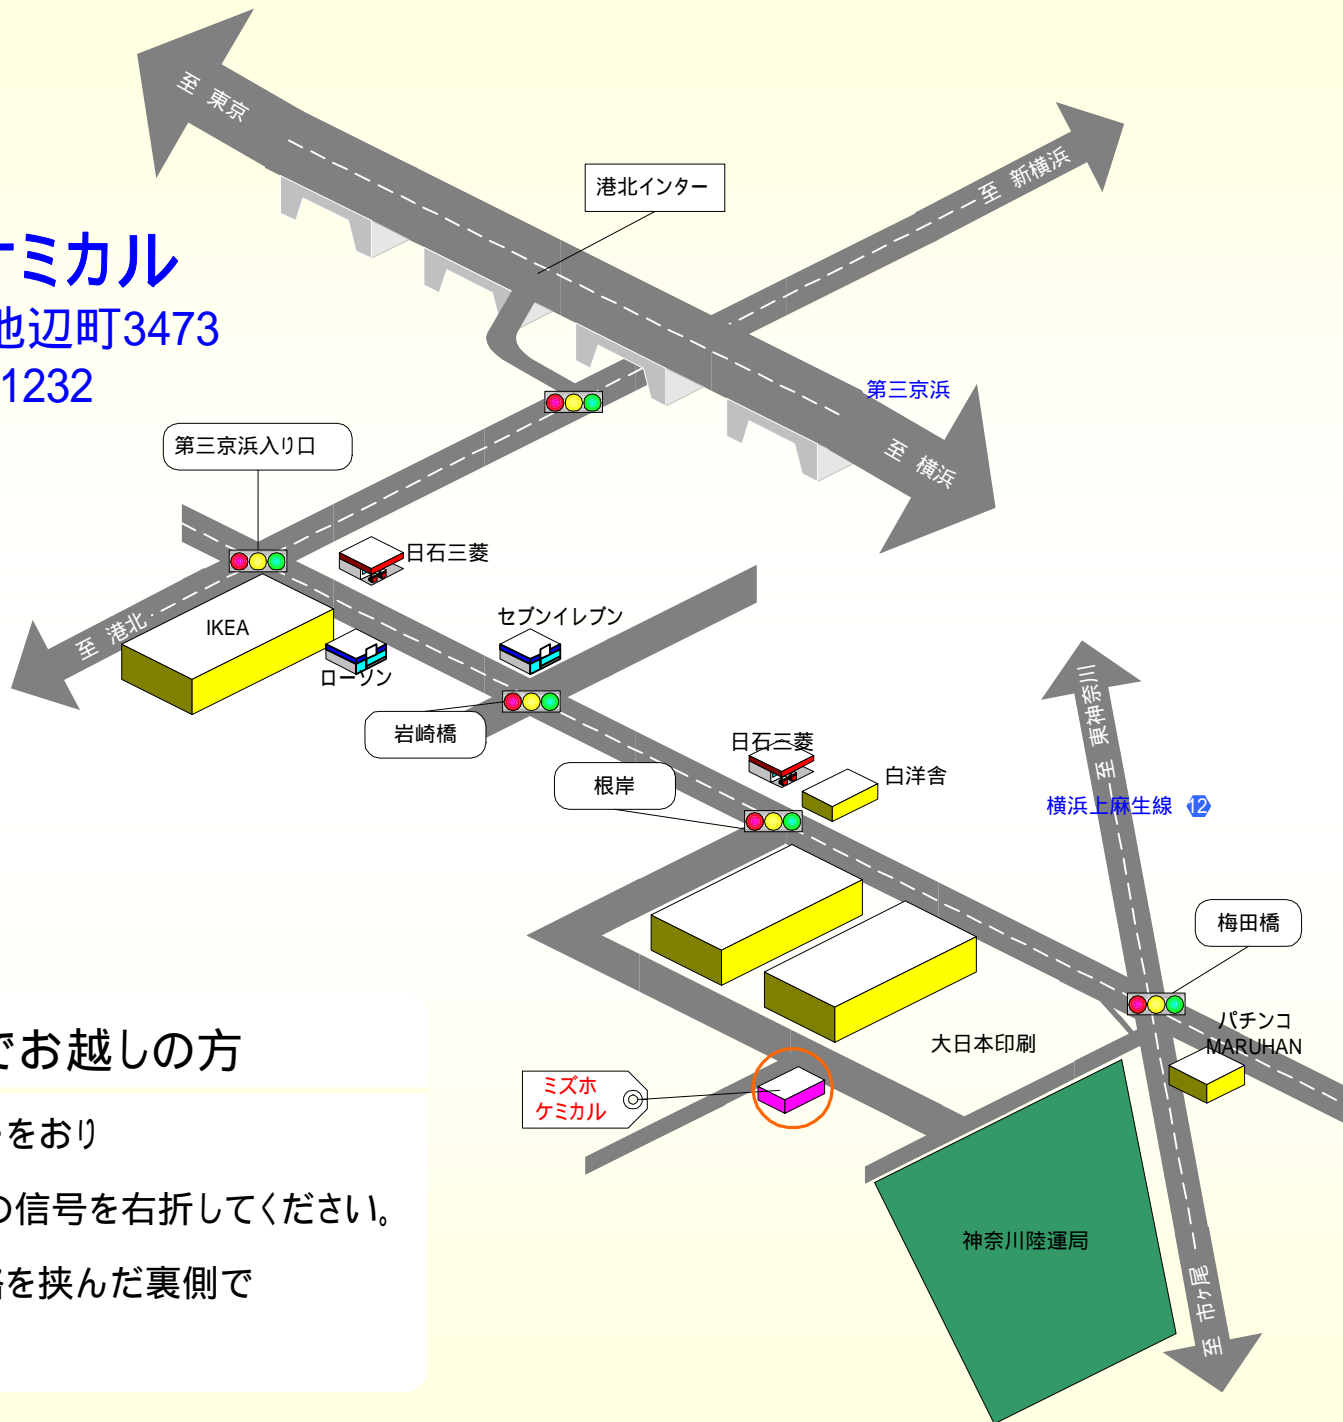 至 東京
港北インター
至 新横浜
ケミカル
池辺町3473
1232
第三京浜
至 横浜
第三京浜入り口
日石三菱
セブンイレブン
IKEA
至 港北
ローソン
岩崎橋
日石三菱
白洋舎
根岸
至 東神奈川
横浜上麻生線 12
梅田橋
パチンコ
MARUHAN
大日本印刷
でお越しの方
ミズホ
ケミカル
をおり
の信号を右折してください。
路を挟んだ裏側で
神奈川陸運局
至 市ヶ尾